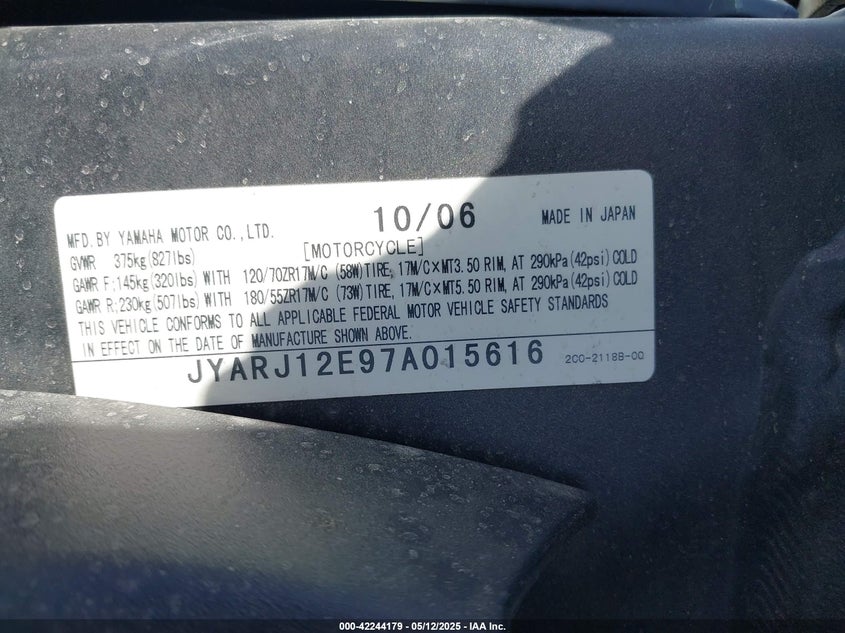 MFD. BY YAMAHA MOTOR CO., LTD. 10/06 MADE IN JAPAN
GVWR 375kg(827lbs) [MOTORCYCLE]
GAWR F:145kg(320lbs) WITH 120/70ZR17M/C (58W)TIRE, 17M/C×MT3.50 RIM, AT 290kPa(42psi)COLD
GAWR R:230kg(507lbs) WITH 180/55ZR17M/C (73W)TIRE, 17M/C×MT5.50 RIM, AT 290kPa(42psi)COLD
THIS VEHICLE CONFORMS TO ALL APPLICABLE FEDERAL MOTOR VEHICLE SAFETY STANDARDS
IN EFFECT ON THE DATE OF MANUFACTURE SHOWN ABOVE.
JYARJ12E97A015616 2C0-2118B-00
000-42244179 - 05/12/2025 - IAA Inc.